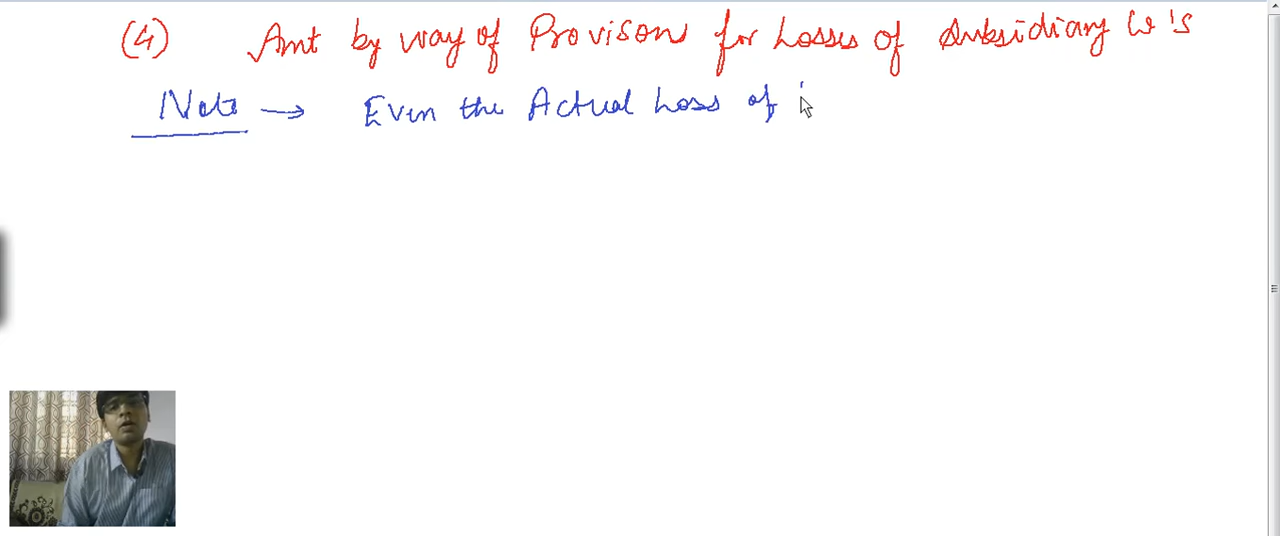 (4) Amt by way of Provison for Losses of Subsidiary Co's
Note → Even the Actual Loss of